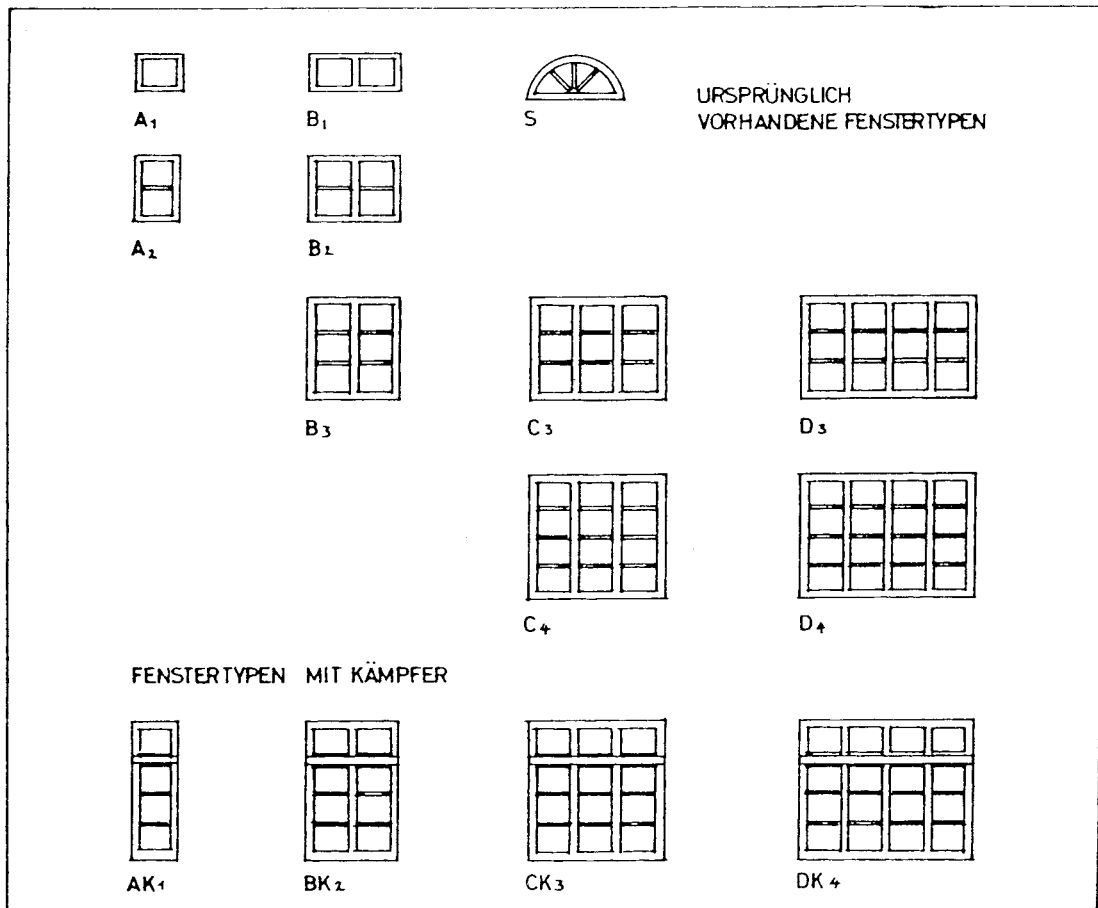 A1 B1 S URSPRÜNGLICH
VORHANDENE FENSTERTYPEN
A2 B2
B3 C3 D3
C4 D4
FENSTERTYPEN MIT KÄMPFER
AK1 BK2 CK3 DK4